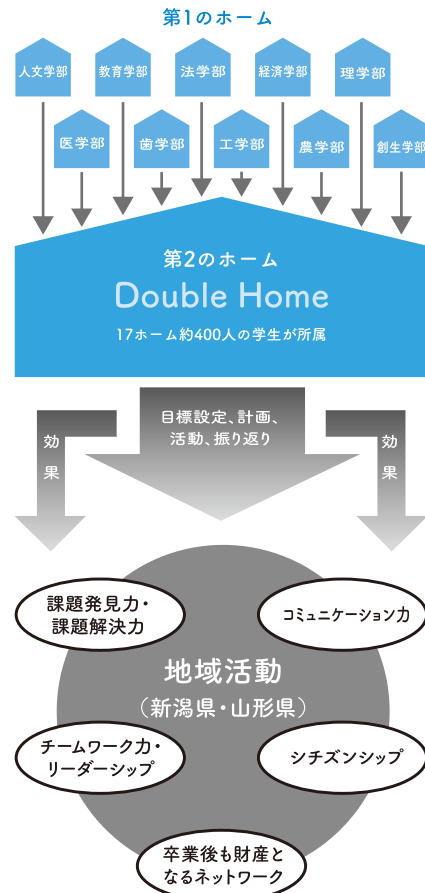 第1のホーム
人文学部
教育学部
法学部
経済学部
理学部
医学部
歯学部
工学部
農学部
創生学部
第2のホーム
Double Home
17ホーム約400人の学生が所属
目標設定、計画、
活動、振り返り
効果
効果
課題発見力・
課題解決力
コミュニケーション力
地域活動
（新潟県・山形県）
チームワーク力・
リーダーシップ
シチズンシップ
卒業後も財産と
なるネットワーク